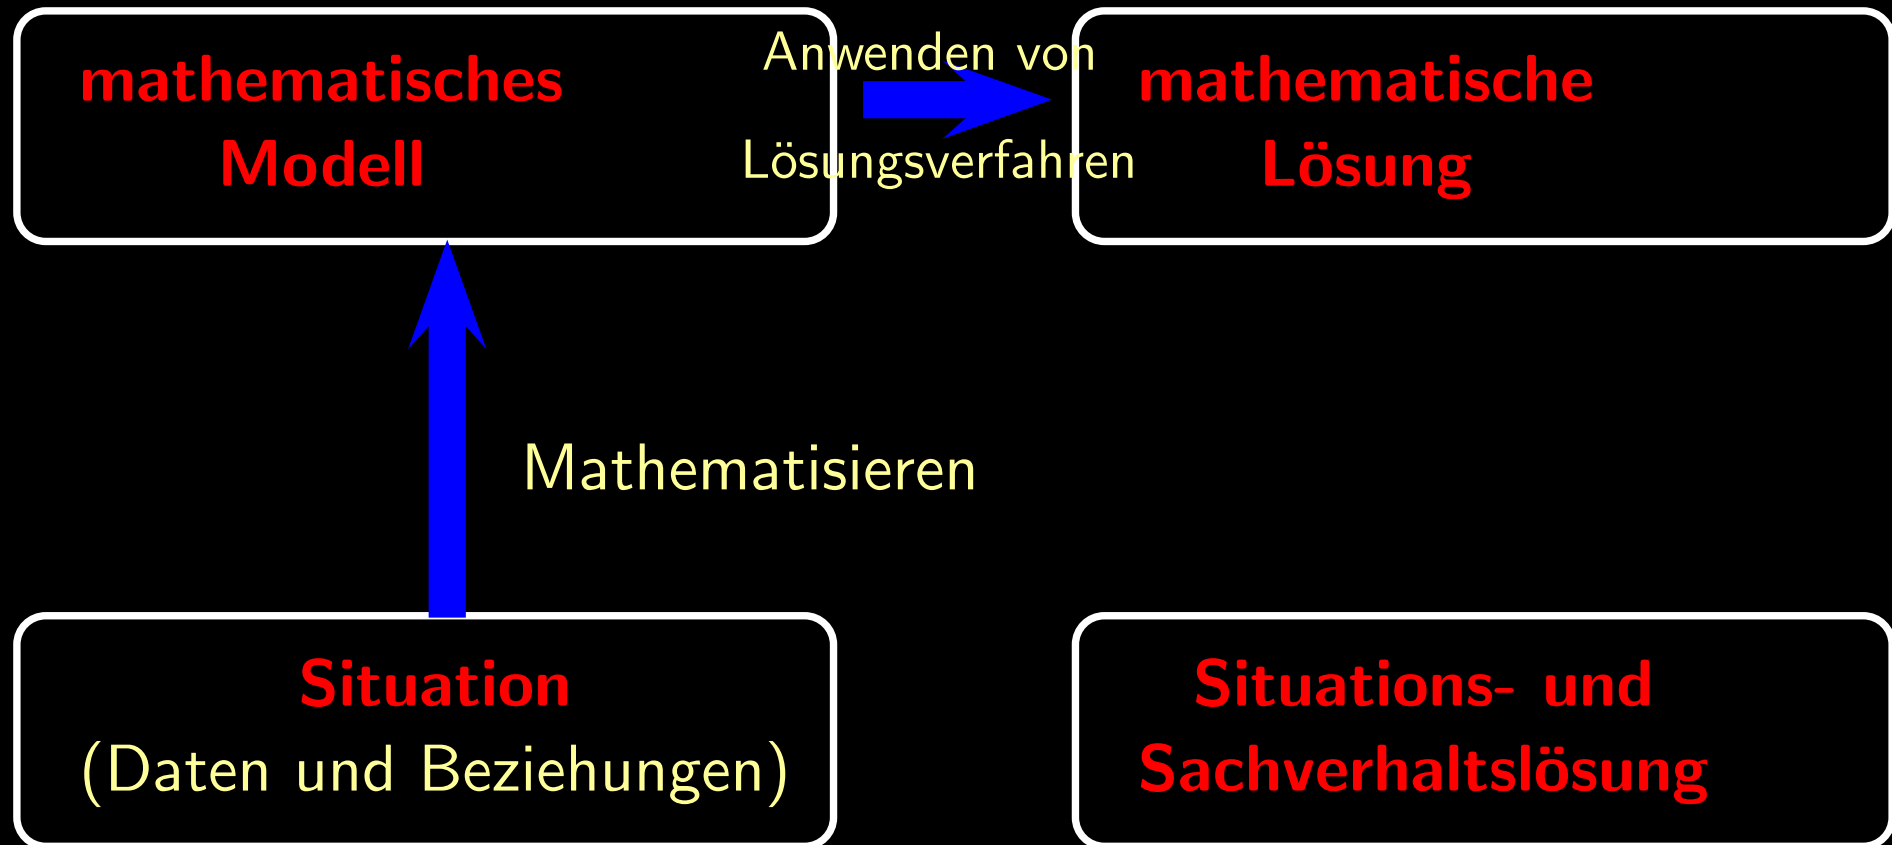 mathematisches
Modell
Anwenden von
Lösungsverfahren
mathematische
Lösung
Mathematisieren
Situation
(Daten und Beziehungen)
Situations- und
Sachverhaltslösung